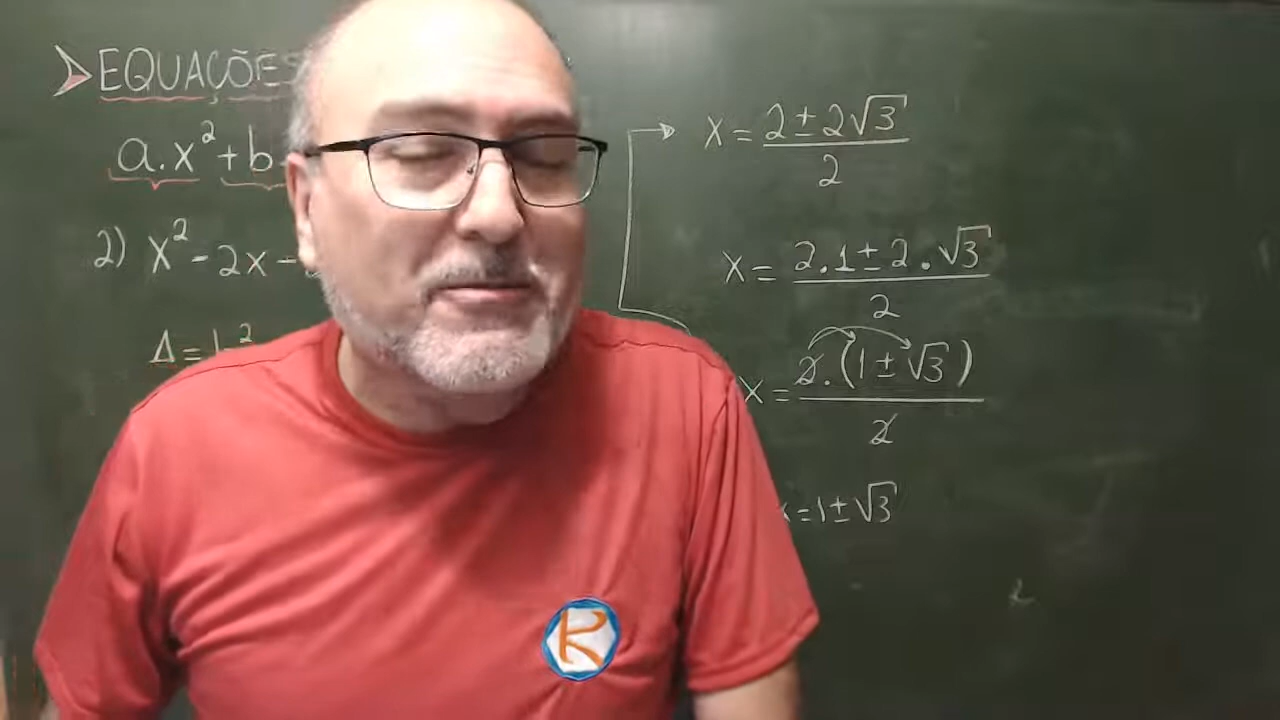 EQUAÇÕES
a.x² + b
2) x² - 2x -
Δ = b²
x = 2 ± 2√3 / 2
x = 2.1 ± 2.√3 / 2
x = 2.(1 ± √3) / 2
x = 1 ± √3
R